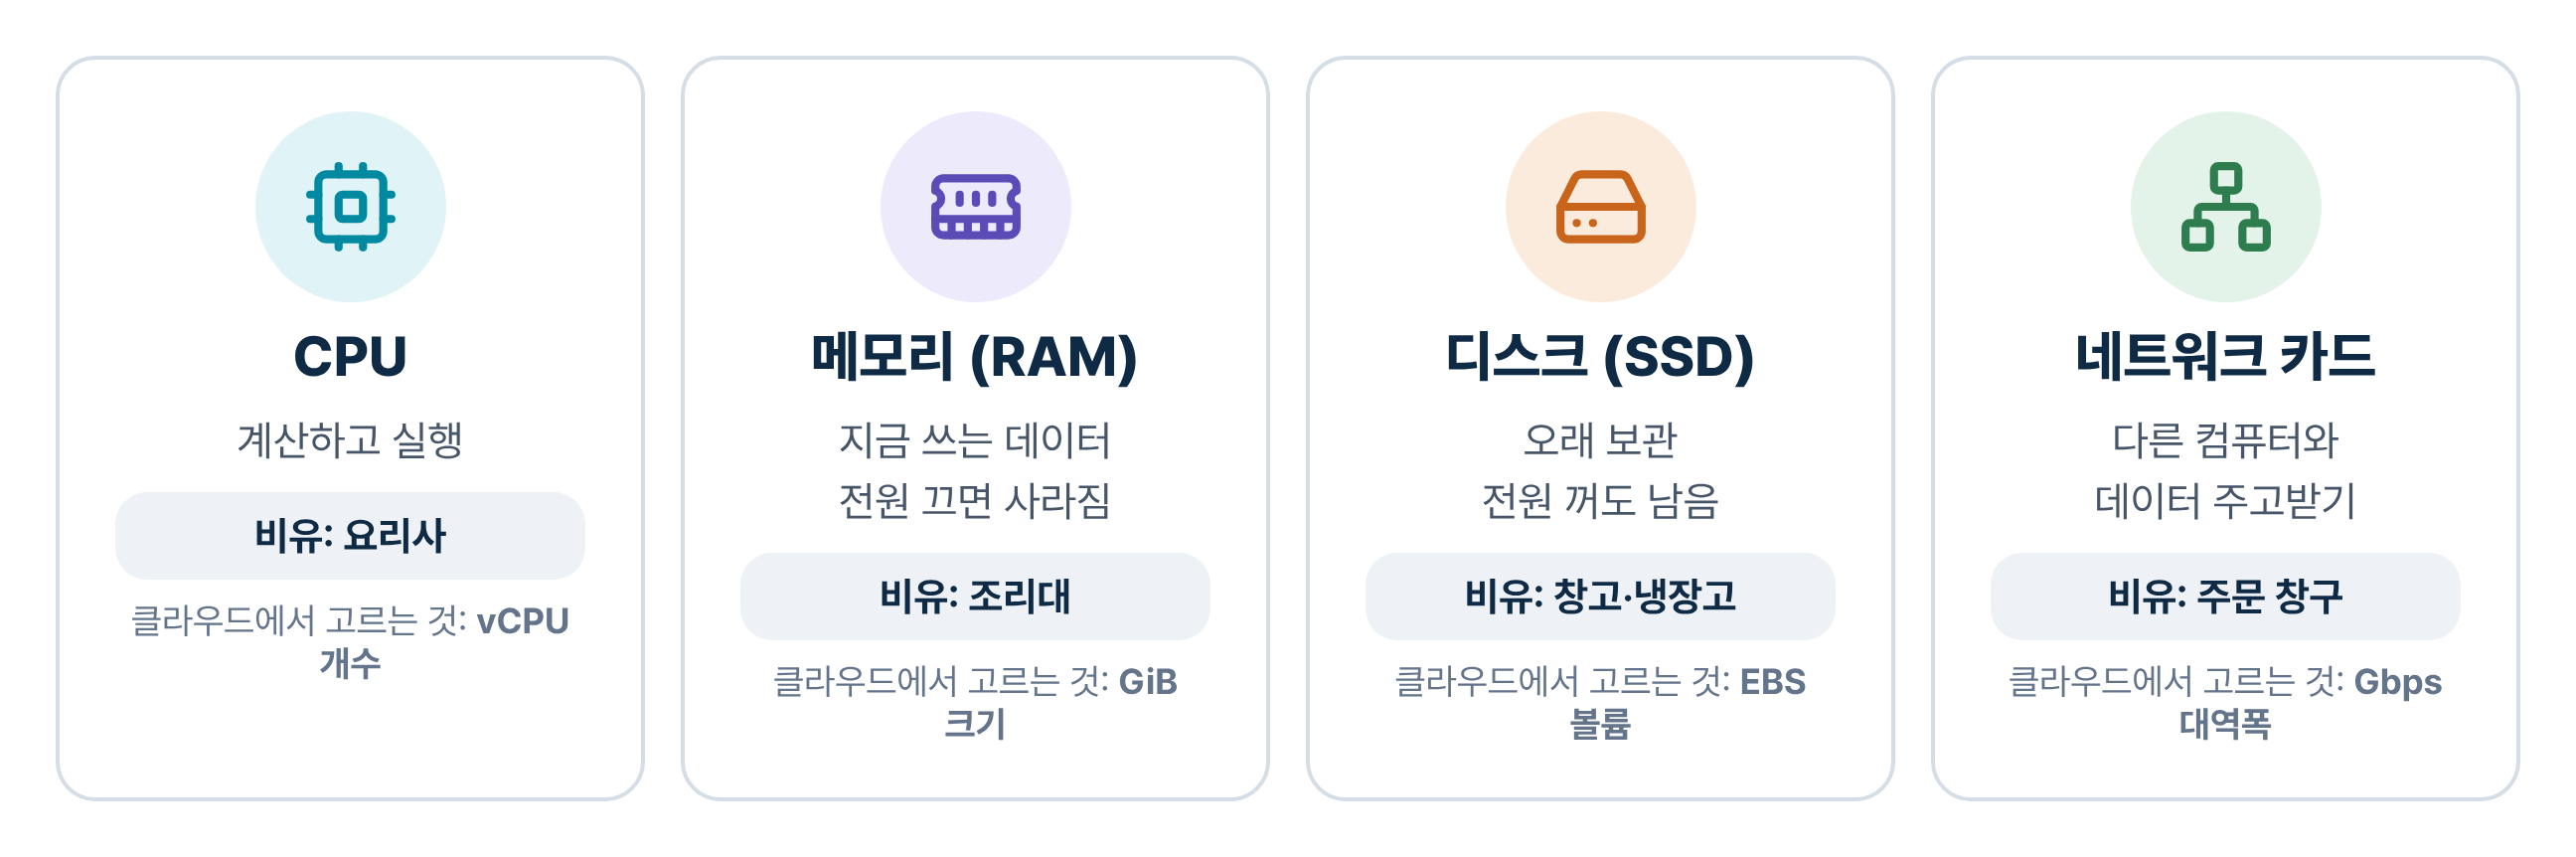 CPU
계산하고 실행
비유: 요리사
클라우드에서 고르는 것: vCPU
개수
메모리 (RAM)
지금 쓰는 데이터
전원 끄면 사라짐
비유: 조리대
클라우드에서 고르는 것: GiB
크기
디스크 (SSD)
오래 보관
전원 꺼도 남음
비유: 창고·냉장고
클라우드에서 고르는 것: EBS
볼륨
네트워크 카드
다른 컴퓨터와
데이터 주고받기
비유: 주문 창구
클라우드에서 고르는 것: Gbps
대역폭